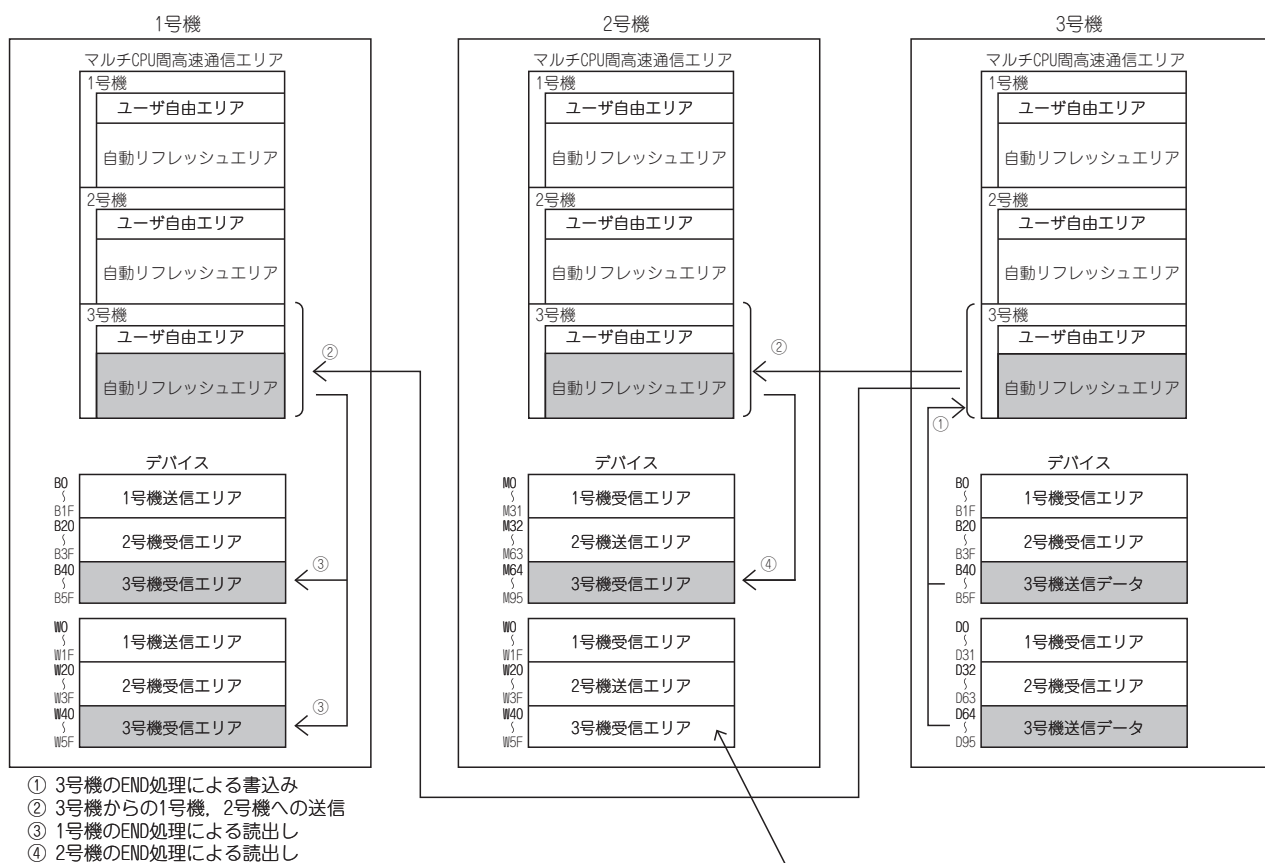 1号機
マルチCPU間高速通信エリア
1号機
ユーザ自由エリア
自動リフレッシュエリア
2号機
ユーザ自由エリア
自動リフレッシュエリア
3号機
ユーザ自由エリア
自動リフレッシュエリア
②
デバイス
B0
〜
B1F
1号機送信エリア
B20
〜
B3F
2号機受信エリア
B40
〜
B5F
3号機受信エリア
③
W0
〜
W1F
1号機送信エリア
W20
〜
W3F
2号機受信エリア
W40
〜
W5F
3号機受信エリア
③
2号機
マルチCPU間高速通信エリア
1号機
ユーザ自由エリア
自動リフレッシュエリア
2号機
ユーザ自由エリア
自動リフレッシュエリア
3号機
ユーザ自由エリア
自動リフレッシュエリア
②
デバイス
M0
〜
M31
1号機受信エリア
M32
〜
M63
2号機送信エリア
M64
〜
M95
3号機受信エリア
④
W0
〜
W1F
1号機受信エリア
W20
〜
W3F
2号機送信エリア
W40
〜
W5F
3号機受信エリア
3号機
マルチCPU間高速通信エリア
1号機
ユーザ自由エリア
自動リフレッシュエリア
2号機
ユーザ自由エリア
自動リフレッシュエリア
3号機
ユーザ自由エリア
自動リフレッシュエリア
①
デバイス
B0
〜
B1F
1号機受信エリア
B20
〜
B3F
2号機受信エリア
B40
〜
B5F
3号機送信データ
D0
〜
D31
1号機受信エリア
D32
〜
D63
2号機受信エリア
D64
〜
D95
3号機送信データ
① 3号機のEND処理による書込み
② 3号機からの1号機，2号機への送信
③ 1号機のEND処理による読出し
④ 2号機のEND処理による読出し